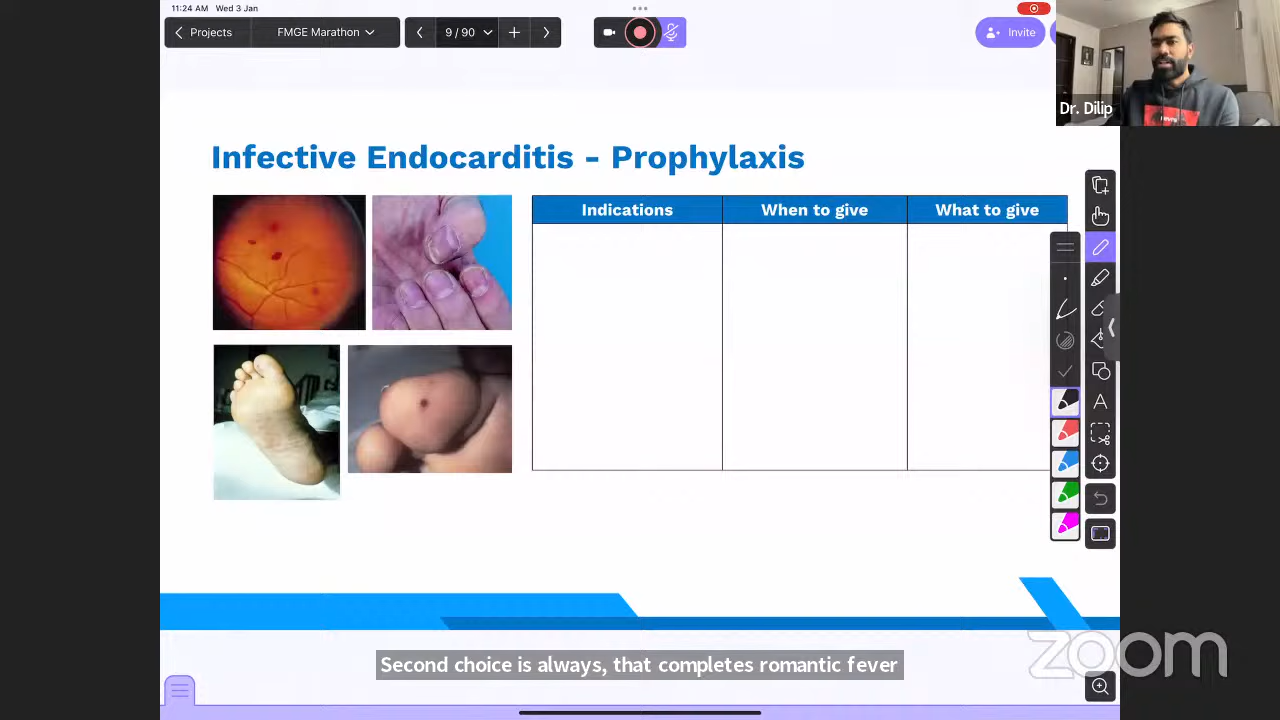 11:24 AM Wed 3 Jan
Projects
FMGE Marathon
9 / 90
Invite
Dr. Dilip
Infective Endocarditis - Prophylaxis
Indications
When to give
What to give
A
Second choice is always, that completes romantic fever
zoom